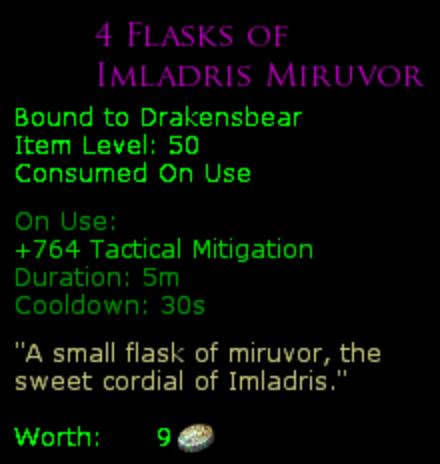 4 Flasks of
Imladris Miruvor
Bound to Drakensbear
Item Level: 50
Consumed On Use
On Use:
+764 Tactical Mitigation
Duration: 5m
Cooldown: 30s
"A small flask of miruvor, the
sweet cordial of Imladris."
Worth: 9